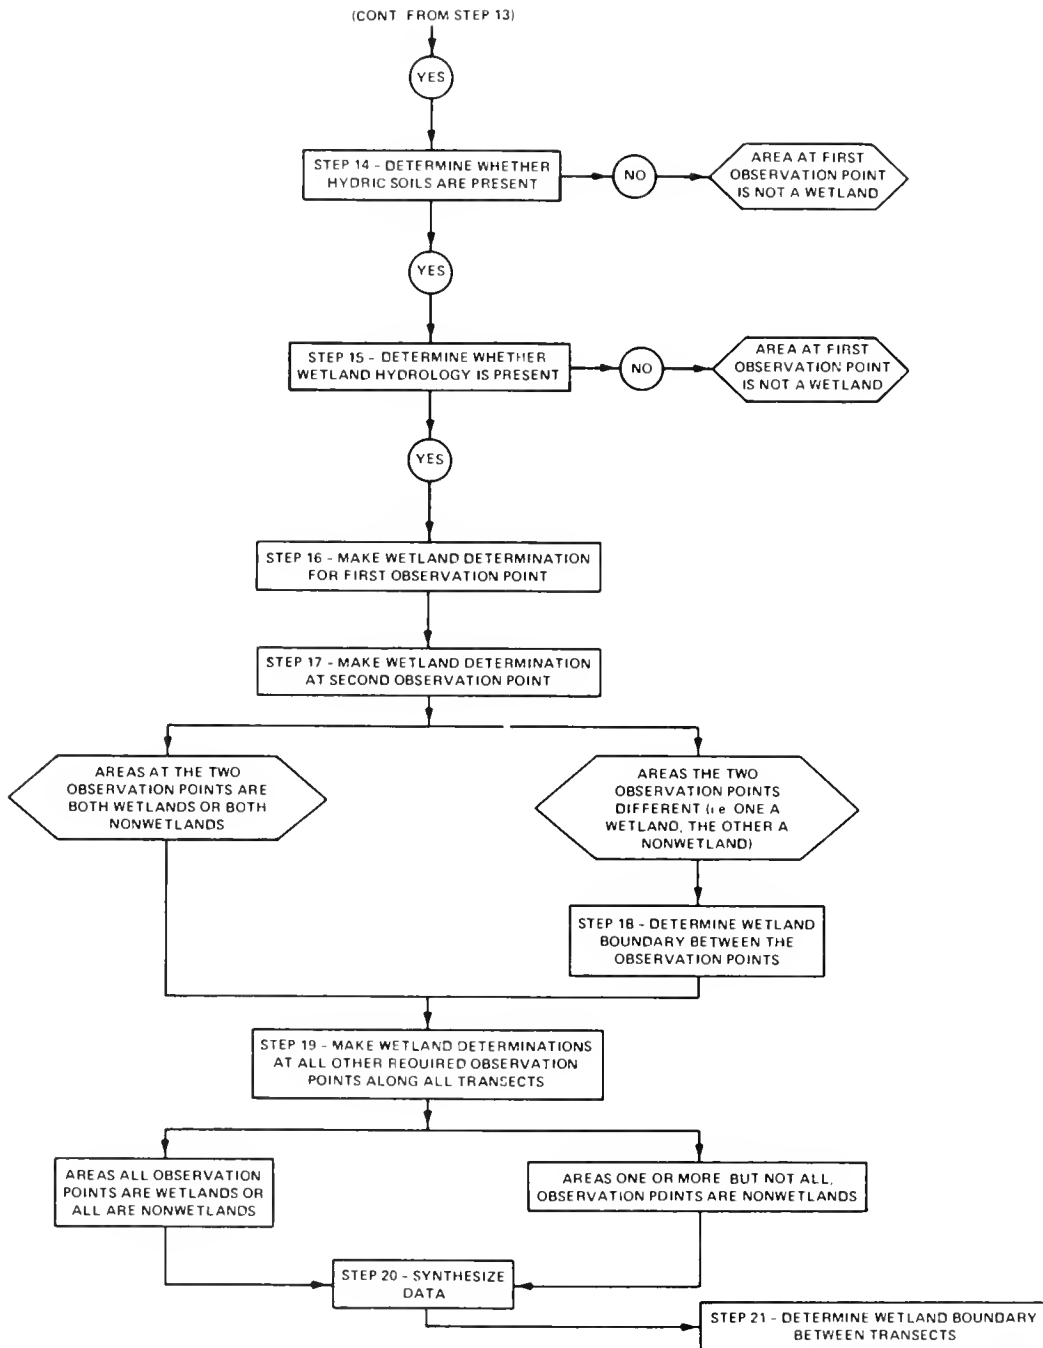 (CONT FROM STEP 13)
YES
STEP 14 - DETERMINE WHETHER
HYDRIC SOILS ARE PRESENT
NO
AREA AT FIRST
OBSERVATION POINT
IS NOT A WETLAND
YES
STEP 15 - DETERMINE WHETHER
WETLAND HYDROLOGY IS PRESENT
NO
AREA AT FIRST
OBSERVATION POINT
IS NOT A WETLAND
YES
STEP 16 - MAKE WETLAND DETERMINATION
FOR FIRST OBSERVATION POINT
STEP 17 - MAKE WETLAND DETERMINATION
AT SECOND OBSERVATION POINT
AREAS AT THE TWO
OBSERVATION POINTS ARE
BOTH WETLANDS OR BOTH
NONWETLANDS
AREAS THE TWO
OBSERVATION POINTS
DIFFERENT (i.e. ONE A
WETLAND, THE OTHER A
NONWETLAND)
STEP 18 - DETERMINE WETLAND
BOUNDARY BETWEEN THE
OBSERVATION POINTS
STEP 19 - MAKE WETLAND DETERMINATIONS
AT ALL OTHER REQUIRED OBSERVATION
POINTS ALONG ALL TRANSECTS
AREAS ALL OBSERVATION
POINTS ARE WETLANDS OR
ALL ARE NONWETLANDS
AREAS ONE OR MORE BUT NOT ALL,
OBSERVATION POINTS ARE NONWETLANDS
STEP 20 - SYNTHESIZE
DATA
STEP 21 - DETERMINE WETLAND BOUNDARY
BETWEEN TRANSECTS